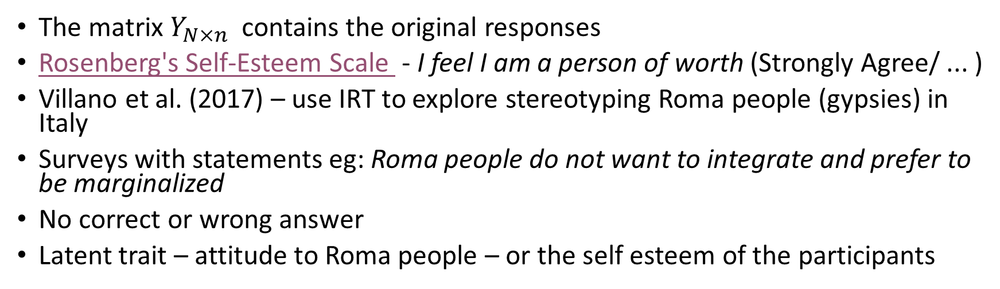 • The matrix $Y_{N \times n}$ contains the original responses
• Rosenberg's Self-Esteem Scale - I feel I am a person of worth (Strongly Agree/ ... )
• Villano et al. (2017) – use IRT to explore stereotyping Roma people (gypsies) in
Italy
• Surveys with statements eg: Roma people do not want to integrate and prefer to
be marginalized
• No correct or wrong answer
• Latent trait – attitude to Roma people – or the self esteem of the participants